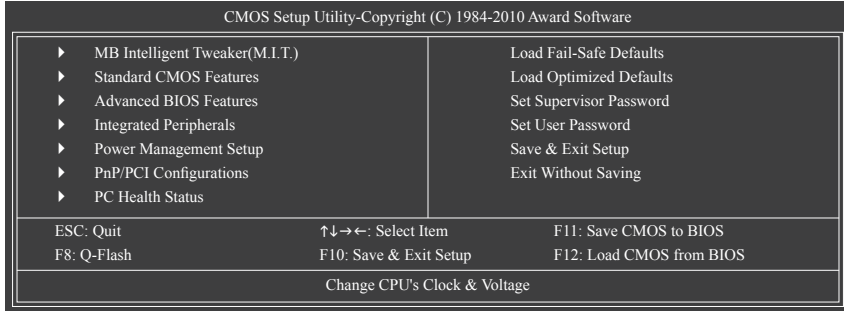 CMOS Setup Utility-Copyright (C) 1984-2010 Award Software
MB Intelligent Tweaker(M.I.T.)
Standard CMOS Features
Advanced BIOS Features
Integrated Peripherals
Power Management Setup
PnP/PCI Configurations
PC Health Status
Load Fail-Safe Defaults
Load Optimized Defaults
Set Supervisor Password
Set User Password
Save & Exit Setup
Exit Without Saving
ESC: Quit ↑↓→←: Select Item F11: Save CMOS to BIOS
F8: Q-Flash F10: Save & Exit Setup F12: Load CMOS from BIOS
Change CPU's Clock & Voltage